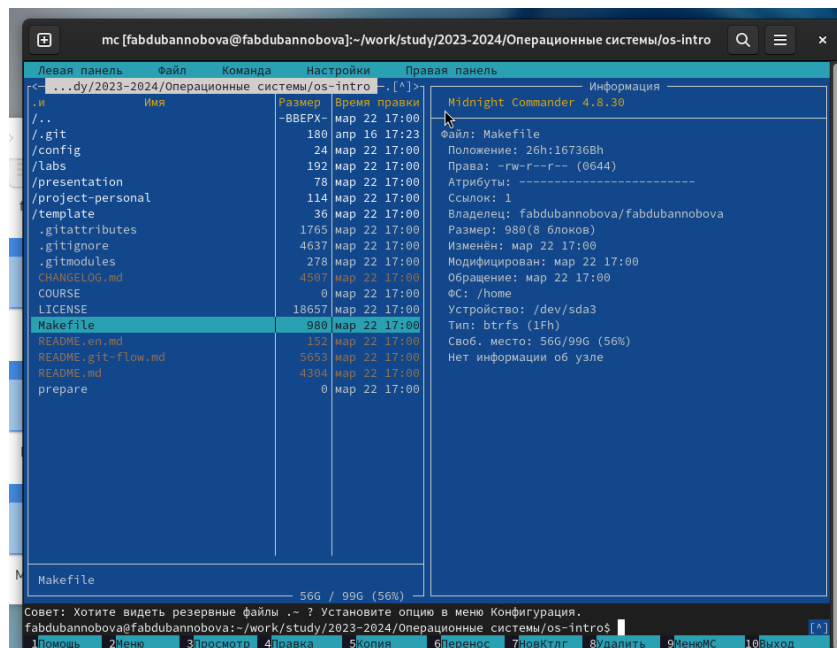 mc [fabdubannobova@fabdubannobova]:~/work/study/2023-2024/Операционные системы/os-intro
Левая панель Файл Команда Настройки Правая панель
<— ...dy/2023-2024/Операционные системы/os-intro —.[^]>
.и Имя Размер Время правки
/.. -ВВЕРХ- мар 22 17:00
/.git 180 апр 16 17:23
/config 24 мар 22 17:00
/labs 192 мар 22 17:00
/presentation 78 мар 22 17:00
/project-personal 114 мар 22 17:00
/template 36 мар 22 17:00
.gitattributes 1765 мар 22 17:00
.gitignore 4637 мар 22 17:00
.gitmodules 278 мар 22 17:00
CHANGELOG.md 4507 мар 22 17:00
COURSE 0 мар 22 17:00
LICENSE 18657 мар 22 17:00
Makefile 980 мар 22 17:00
README.en.md 152 мар 22 17:00
README.git-flow.md 5653 мар 22 17:00
README.md 4304 мар 22 17:00
prepare 0 мар 22 17:00
Makefile
56G / 99G (56%)
Информация
Midnight Commander 4.8.30
Файл: Makefile
Положение: 26h:16736Bh
Права: -rw-r--r-- (0644)
Атрибуты: -------------------------
Ссылок: 1
Владелец: fabdubannobova/fabdubannobova
Размер: 980(8 блоков)
Изменён: мар 22 17:00
Модифицирован: мар 22 17:00
Обращение: мар 22 17:00
ФС: /home
Устройство: /dev/sda3
Тип: btrfs (1Fh)
Своб. место: 56G/99G (56%)
Нет информации об узле
Совет: Хотите видеть резервные файлы .~ ? Установите опцию в меню Конфигурация.
fabdubannobova@fabdubannobova:~/work/study/2023-2024/Операционные системы/os-intro$ [^]
1Помощь 2Меню 3Просмотр 4Правка 5Копия 6Перенос 7НовКтлг 8Удалить 9МенюМС 10Выход